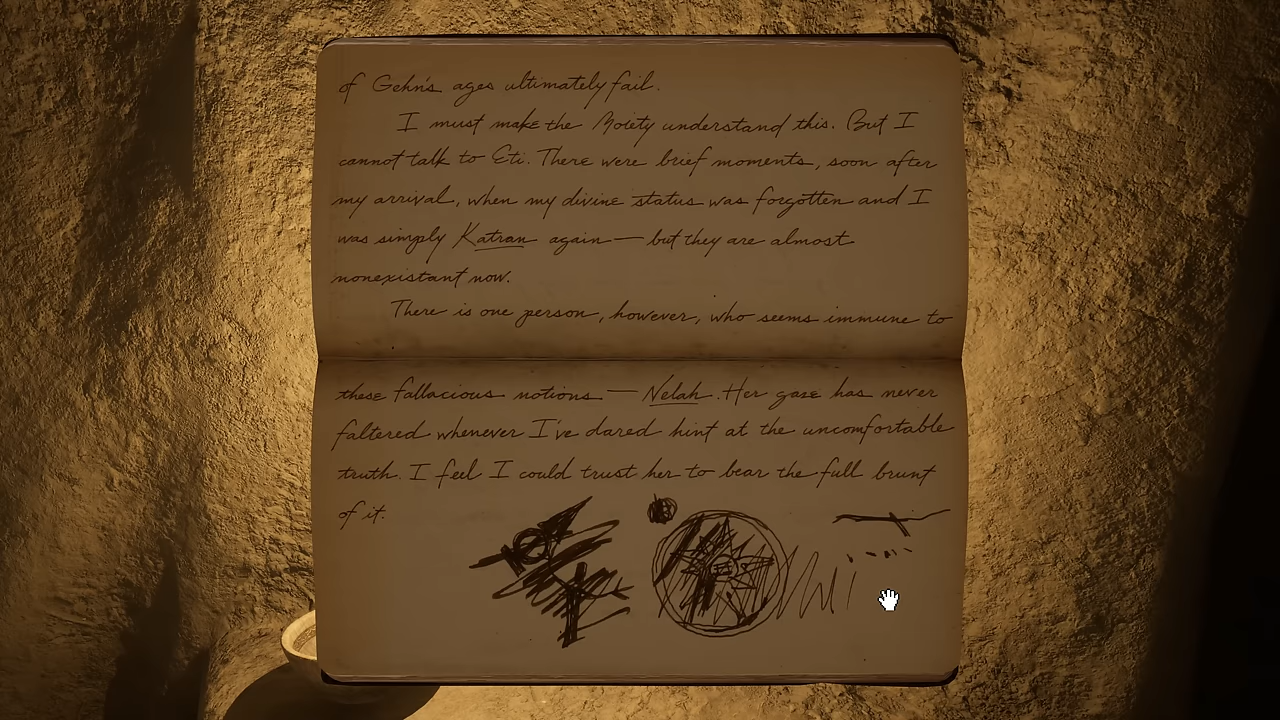 of Gehn's ages ultimately fail.
I must make the Moiety understand this. But I
cannot talk to Eti. There were brief moments, soon after
my arrival, when my divine status was forgotten and I
was simply Katran again — but they are almost
nonexistant now.
There is one person, however, who seems immune to
these fallacious notions — Nelah. Her gaze has never
faltered whenever I've dared hint at the uncomfortable
truth. I feel I could trust her to bear the full brunt
of it.